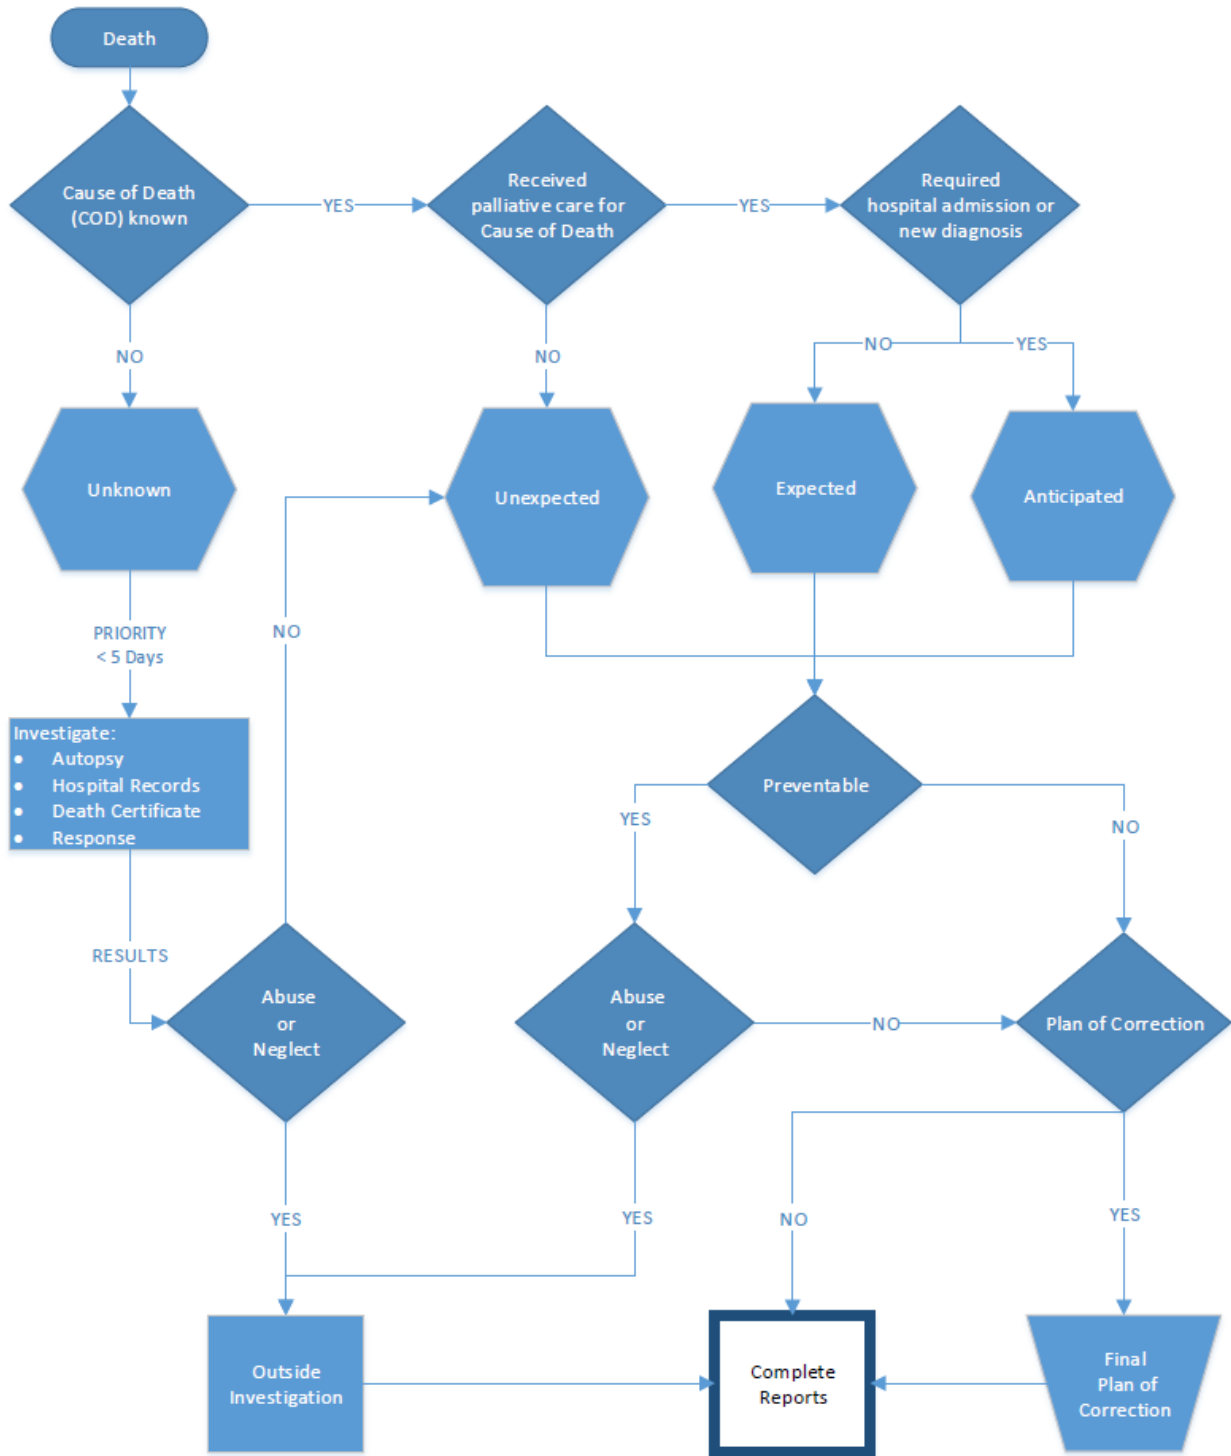 Death
Cause of Death
(COD) known
YES
Received
palliative care for
Cause of Death
YES
Required
hospital admission or
new diagnosis
NO
NO
NO
YES
Unknown
Unexpected
Expected
Anticipated
PRIORITY
< 5 Days
NO
Investigate:
• Autopsy
• Hospital Records
• Death Certificate
• Response
Preventable
YES
NO
RESULTS
Abuse
or
Neglect
Abuse
or
Neglect
NO
Plan of Correction
YES
YES
NO
YES
Outside
Investigation
Complete
Reports
Final
Plan of
Correction